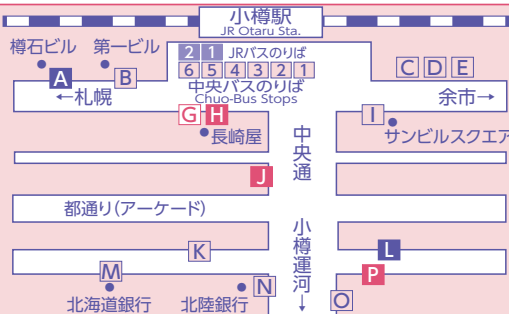 小樽駅
JR Otaru Sta.
樽石ビル
第一ビル
2 1 JRバスのりば
6 5 4 3 2 1
中央バスのりば
Chuo-Bus Stops
A
B
C D E
←札幌
余市→
G H
I
長崎屋
サンビルスクエア
中央通
J
都通り(アーケード)
小樽運河→
K
L
M
P
N
O
北海道銀行
北陸銀行